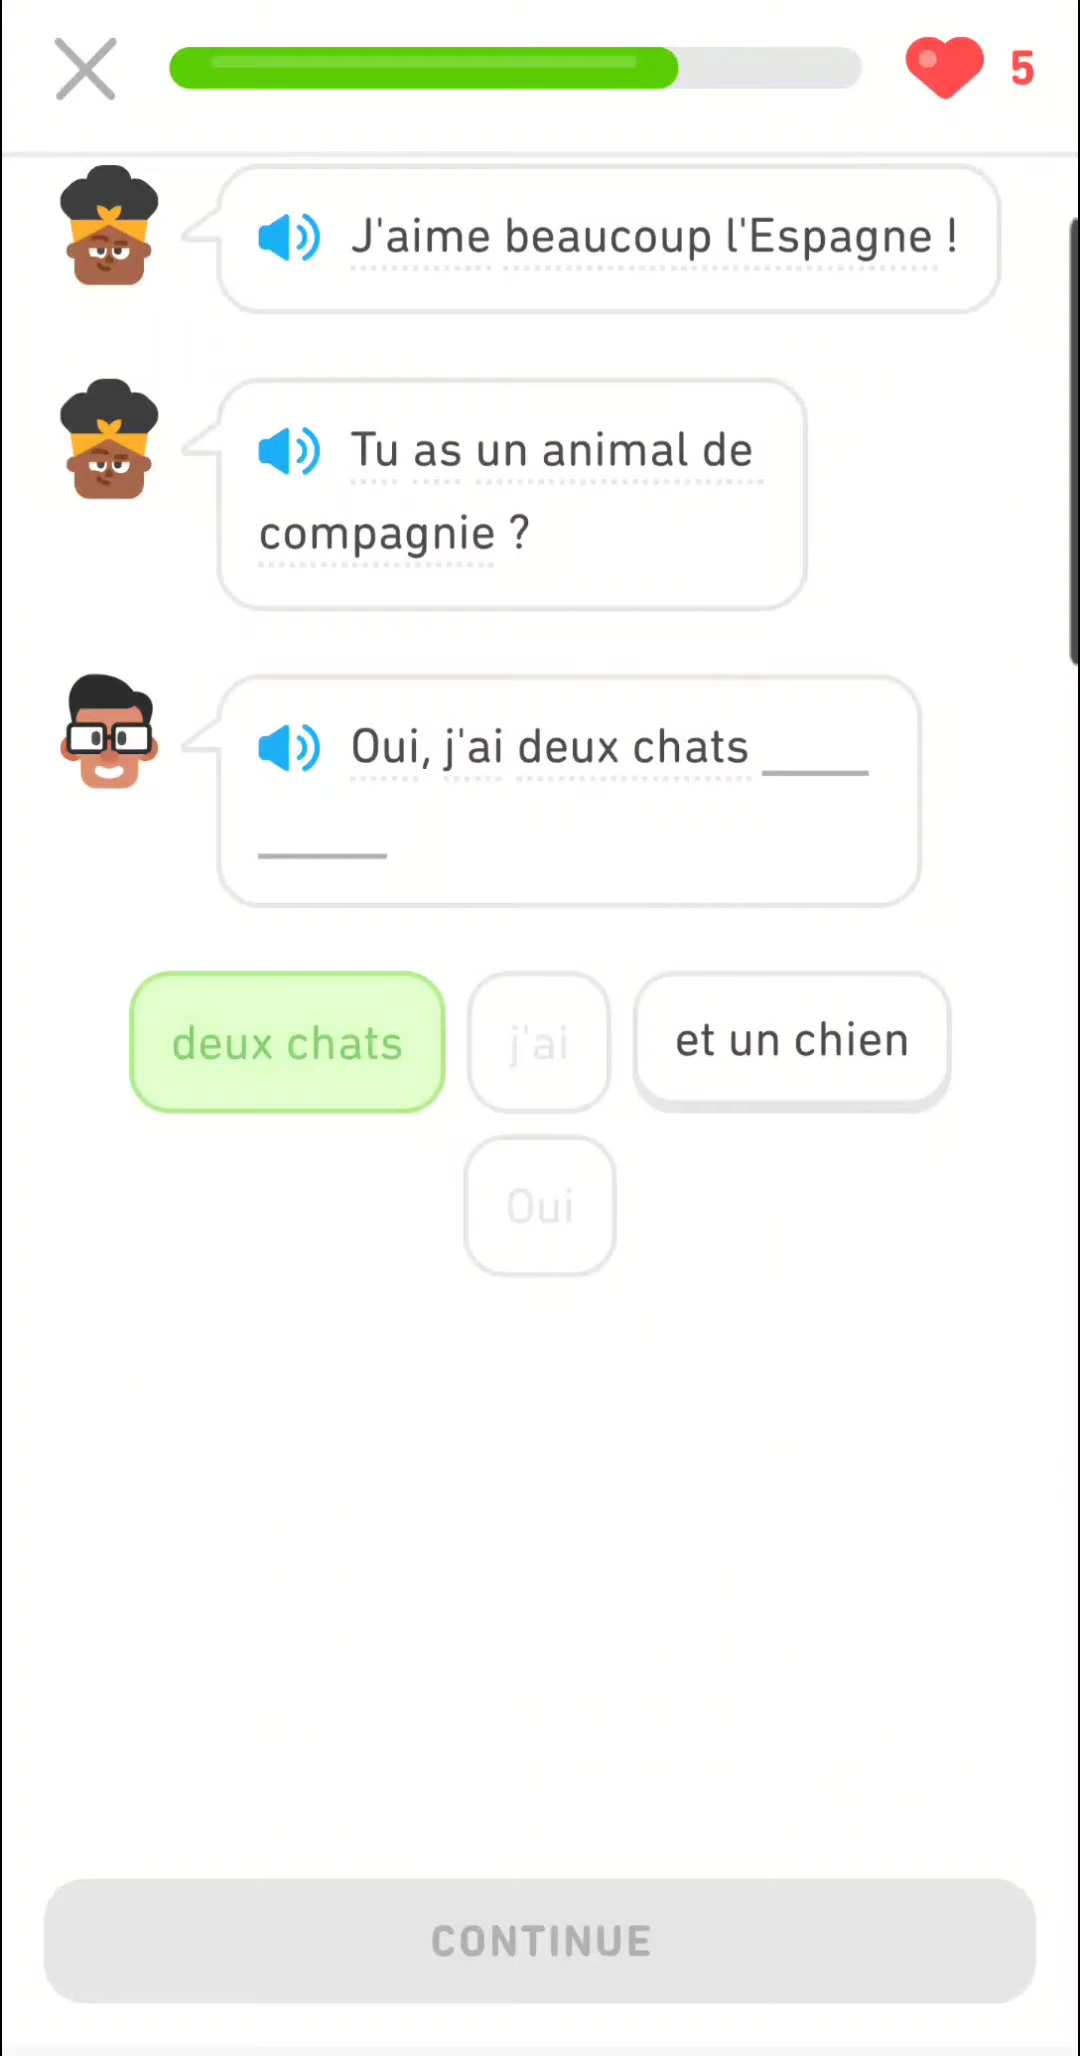 5
J'aime beaucoup l'Espagne !
Tu as un animal de
compagnie ?
Oui, j'ai deux chats
deux chats
j'ai
et un chien
Oui
CONTINUE